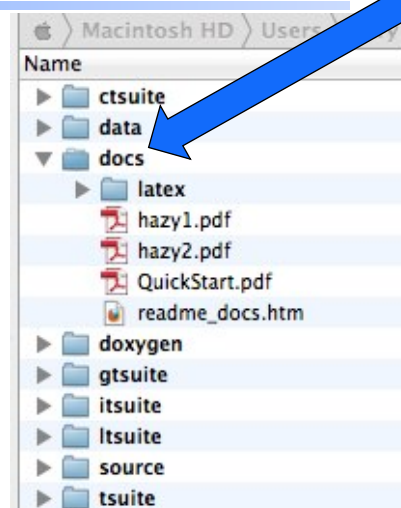 Macintosh HD Users
Name
ctsuite
data
docs
latex
hazy1.pdf
hazy2.pdf
QuickStart.pdf
readme_docs.htm
doxygen
gtsuite
itsuite
ltsuite
source
tsuite